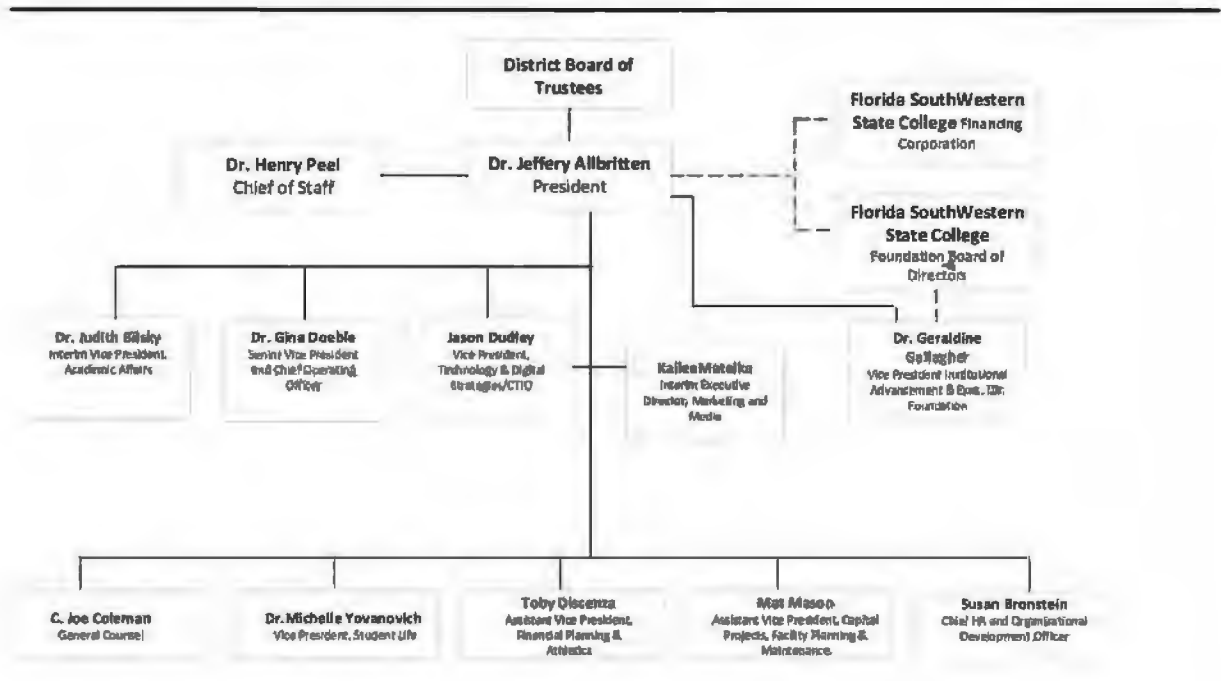 District Board of
Trustees
Florida SouthWestern
State College Financing
Corporation
Dr. Henry Peel
Chief of Staff
Dr. Jeffery Allbritten
President
Florida SouthWestern
State College
Foundation Board of
Directors
Dr. Judith Bilsky
Interim Vice President,
Academic Affairs
Dr. Gina Doeble
Senior Vice President
and Chief Operating
Officer
Jason Dudley
Vice President,
Technology & Digital
Strategies/CTIO
Kailee Matejka
Interim Executive
Director, Marketing and
Media
Dr. Geraldine
Gallagher
Vice President Institutional
Advancement & Exec. Dir.
Foundation
C. Joe Coleman
General Counsel
Dr. Michelle Yovanovich
Vice President, Student Life
Toby Discenza
Assistant Vice President,
Financial Planning &
Athletics
Mat Mason
Assistant Vice President, Capital
Projects, Facility Planning &
Maintenance
Susan Bronstein
Chief HR and Organizational
Development Officer